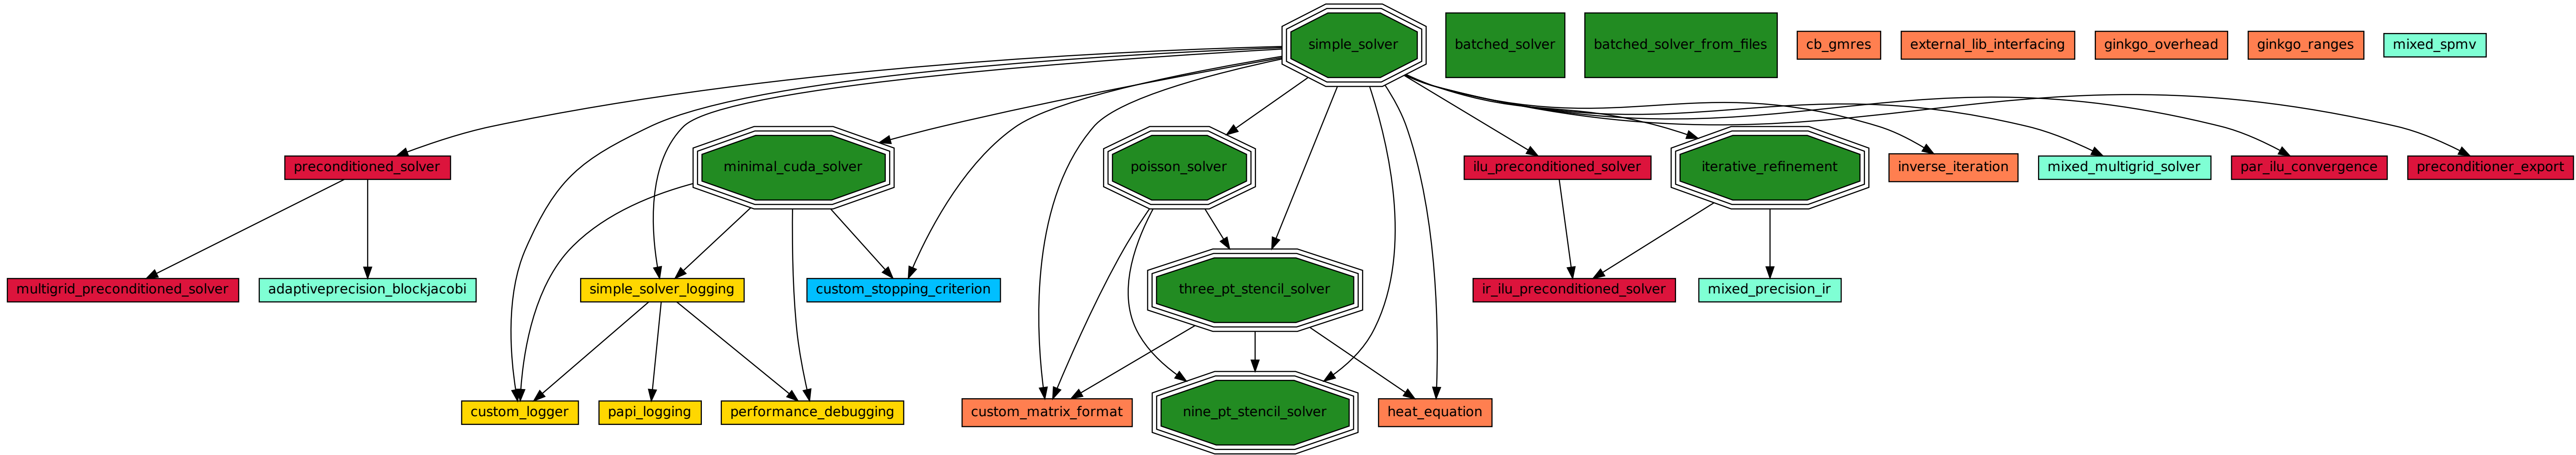 simple_solver
batched_solver
batched_solver_from_files
cb_gmres
external_lib_interfacing
ginkgo_overhead
ginkgo_ranges
mixed_spmv
preconditioned_solver
minimal_cuda_solver
poisson_solver
ilu_preconditioned_solver
iterative_refinement
inverse_iteration
mixed_multigrid_solver
par_ilu_convergence
preconditioner_export
multigrid_preconditioned_solver
adaptiveprecision_blockjacobi
simple_solver_logging
custom_stopping_criterion
three_pt_stencil_solver
ir_ilu_preconditioned_solver
mixed_precision_ir
custom_logger
papi_logging
performance_debugging
custom_matrix_format
nine_pt_stencil_solver
heat_equation